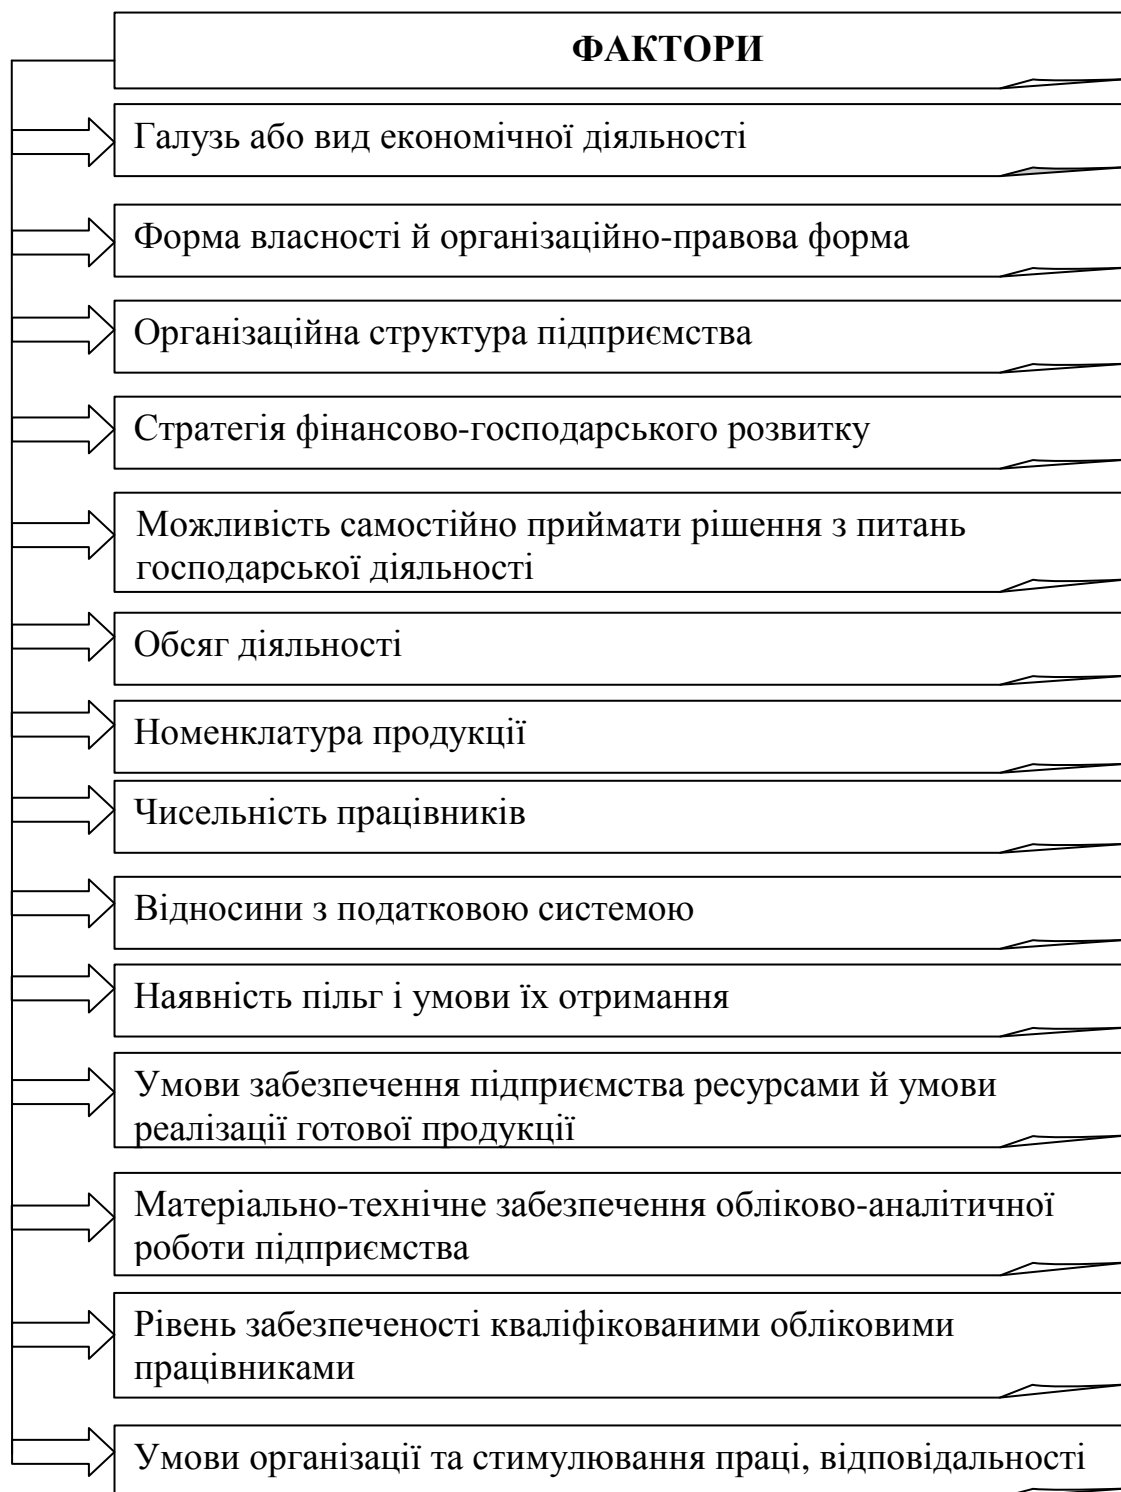 ФАКТОРИ
Галузь або вид економічної діяльності
Форма власності й організаційно-правова форма
Організаційна структура підприємства
Стратегія фінансово-господарського розвитку
Можливість самостійно приймати рішення з питань
господарської діяльності
Обсяг діяльності
Номенклатура продукції
Чисельність працівників
Відносини з податковою системою
Наявність пільг і умови їх отримання
Умови забезпечення підприємства ресурсами й умови
реалізації готової продукції
Матеріально-технічне забезпечення обліково-аналітичної
роботи підприємства
Рівень забезпеченості кваліфікованими обліковими
працівниками
Умови організації та стимулювання праці, відповідальності